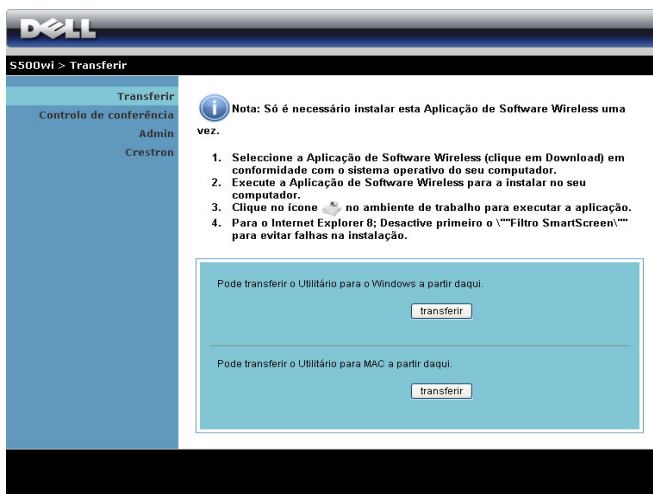 DELL
S500wi > Transferir
Transferir
Controlo de conferência
Admin
Crestron
Nota: Só é necessário instalar esta Aplicação de Software Wireless uma
vez.
1. Seleccione a Aplicação de Software Wireless (clique em Download) em
conformidade com o sistema operativo do seu computador.
2. Execute a Aplicação de Software Wireless para a instalar no seu
computador.
3. Clique no ícone no ambiente de trabalho para executar a aplicação.
4. Para o Internet Explorer 8; Desactive primeiro o \""Filtro SmartScreen\""
para evitar falhas na instalação.
Pode transferir o Utilitário para o Windows a partir daqui.
transferir
Pode transferir o Utilitário para MAC a partir daqui.
transferir